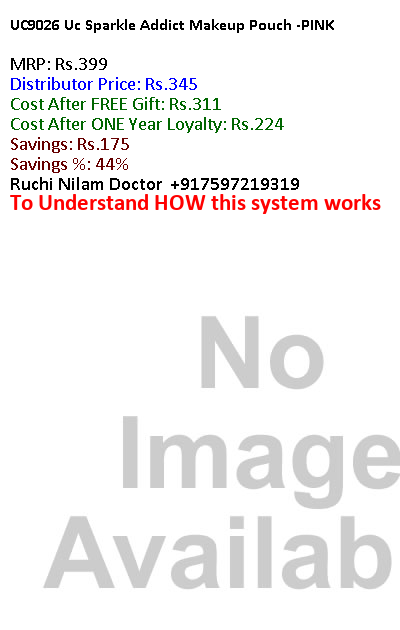 UC9026 Uc Sparkle Addict Makeup Pouch -PINK
MRP: Rs.399
Distributor Price: Rs.345
Cost After FREE Gift: Rs.311
Cost After ONE Year Loyalty: Rs.224
Savings: Rs.175
Savings %: 44%
Ruchi Nilam Doctor +917597219319
To Understand HOW this system works
No
Image
Availab